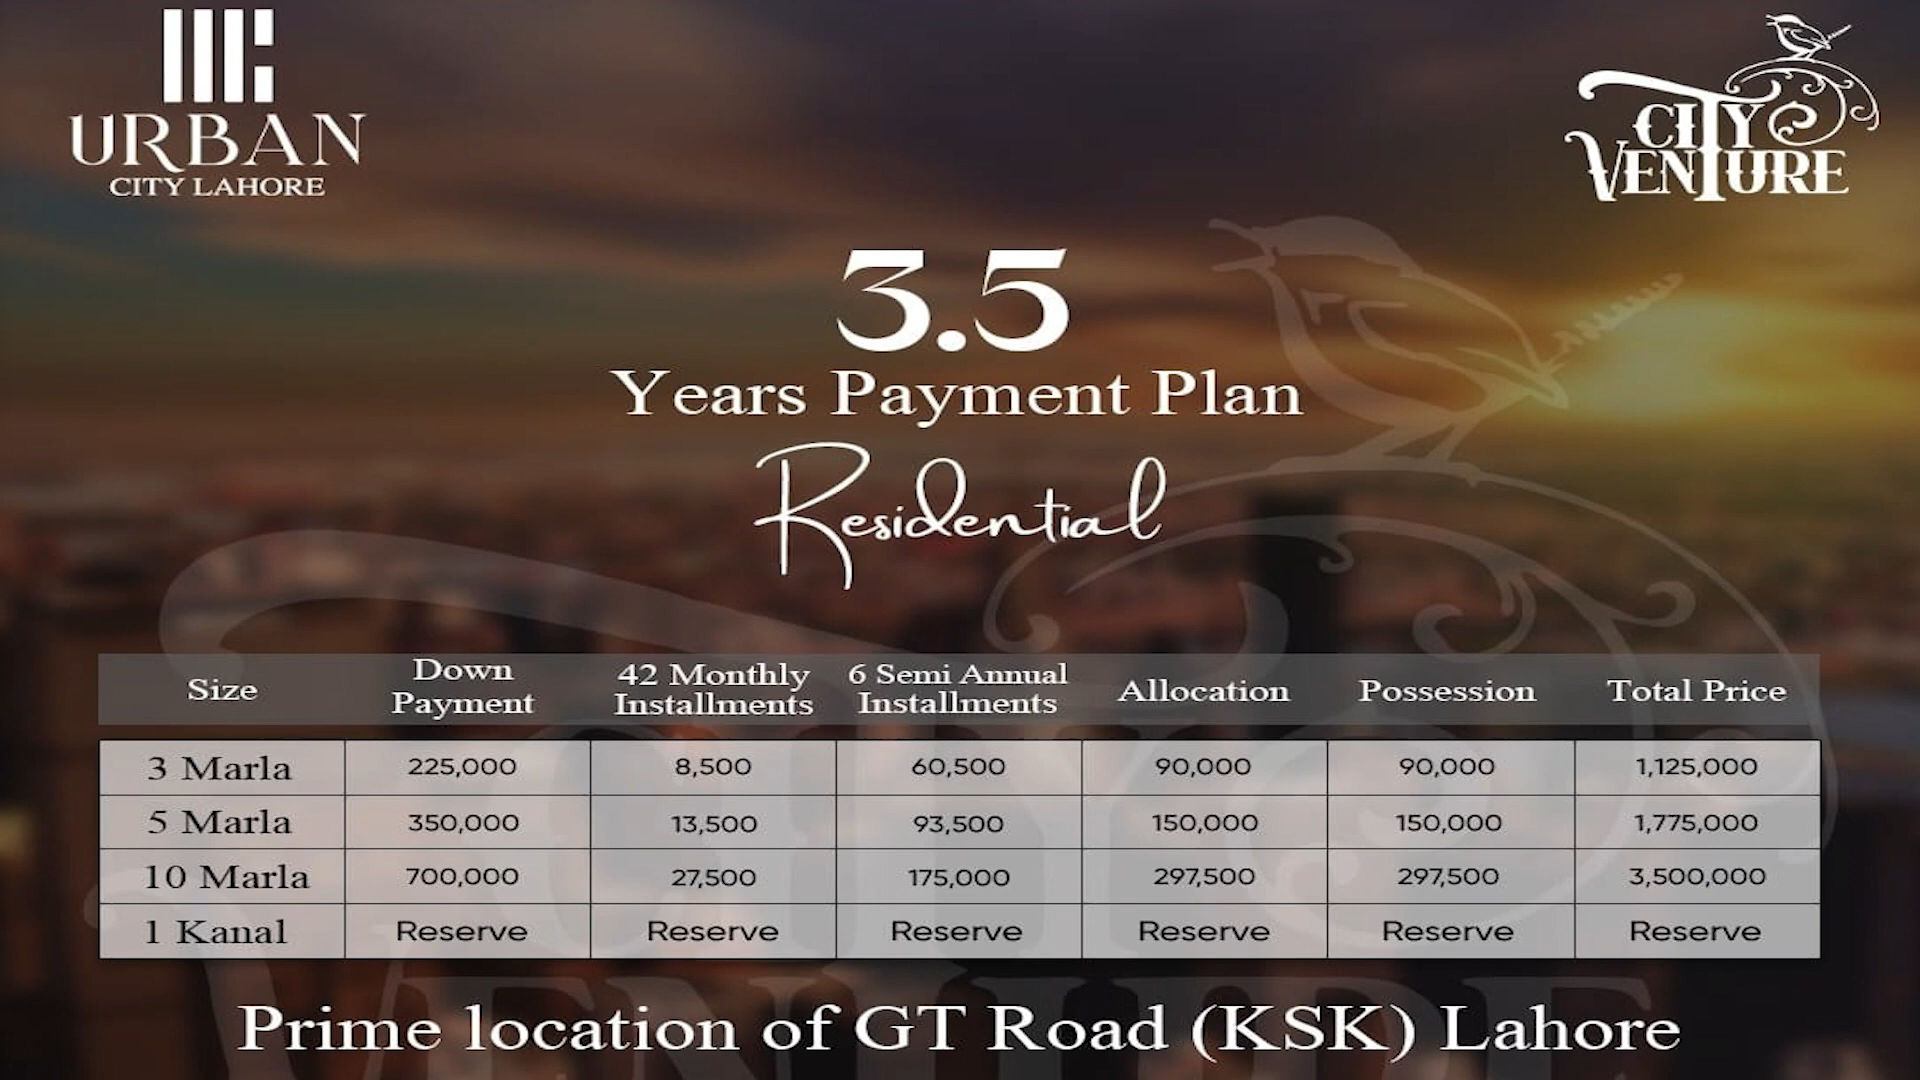 URBAN
CITY LAHORE
CITY
VENTURE
3.5
Years Payment Plan
Residential
Size Down Payment 42 Monthly Installments 6 Semi Annual Installments Allocation Possession Total Price
3 Marla 225,000 8,500 60,500 90,000 90,000 1,125,000
5 Marla 350,000 13,500 93,500 150,000 150,000 1,775,000
10 Marla 700,000 27,500 175,000 297,500 297,500 3,500,000
1 Kanal Reserve Reserve Reserve Reserve Reserve Reserve
Prime location of GT Road (KSK) Lahore